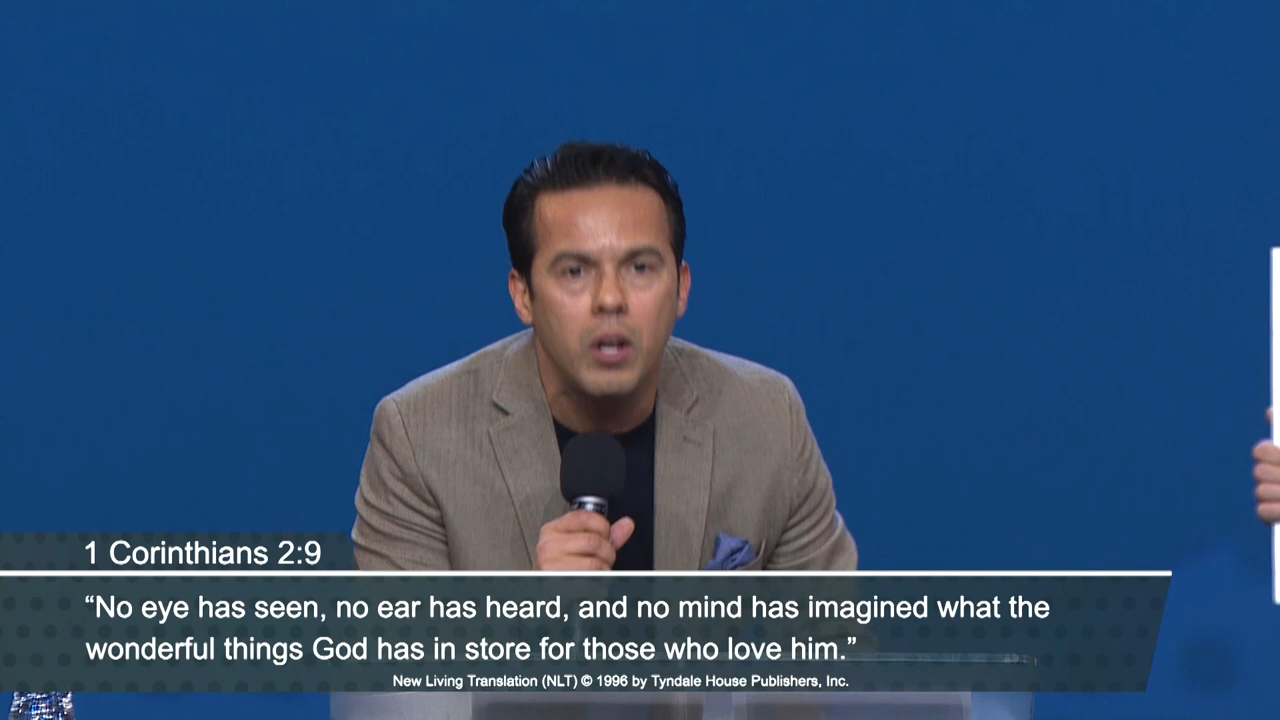 1 Corinthians 2:9
“No eye has seen, no ear has heard, and no mind has imagined what the
wonderful things God has in store for those who love him.”
New Living Translation (NLT) © 1996 by Tyndale House Publishers, Inc.